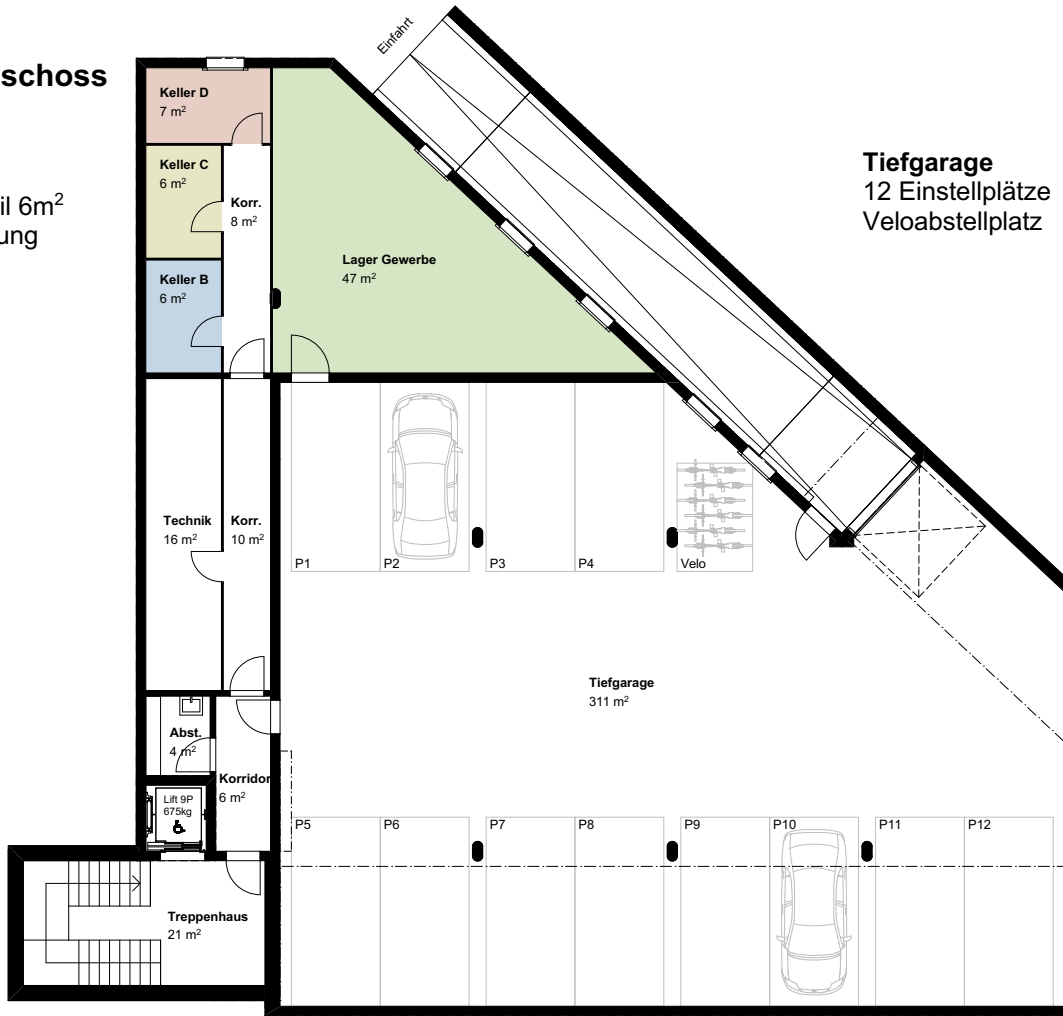 schoss
il 6m²
ung
Einfahrt
Tiefgarage
12 Einstellplätze
Veloabstellplatz
Keller D
7 m²
Keller C
6 m²
Korr.
8 m²
Keller B
6 m²
Lager Gewerbe
47 m²
Technik
16 m²
Korr.
10 m²
P1
P2
P3
P4
Velo
Tiefgarage
311 m²
Abst.
4 m²
Korridor
6 m²
Lift 9P
675kg
P5
P6
P7
P8
P9
P10
P11
P12
Treppenhaus
21 m²